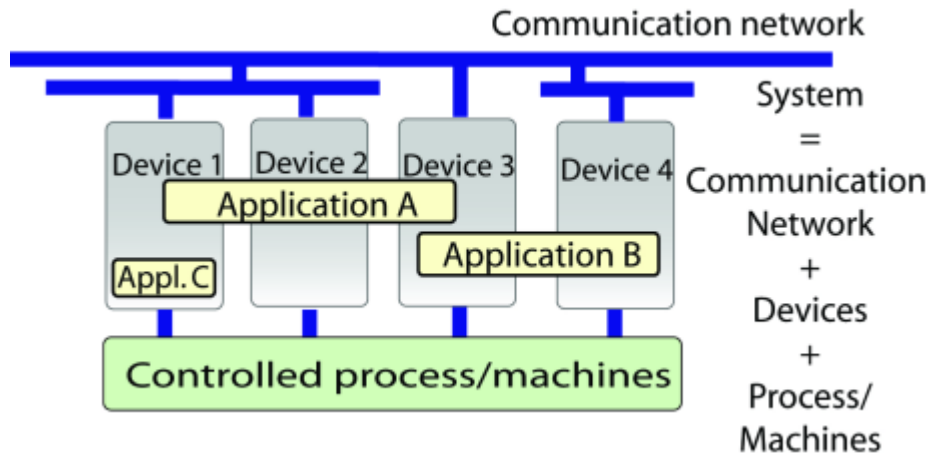 Communication network
Device 1
Device 2
Device 3
Device 4
Application A
Application B
Appl. C
Controlled process/machines
System
=
Communication
Network
+
Devices
+
Process/
Machines